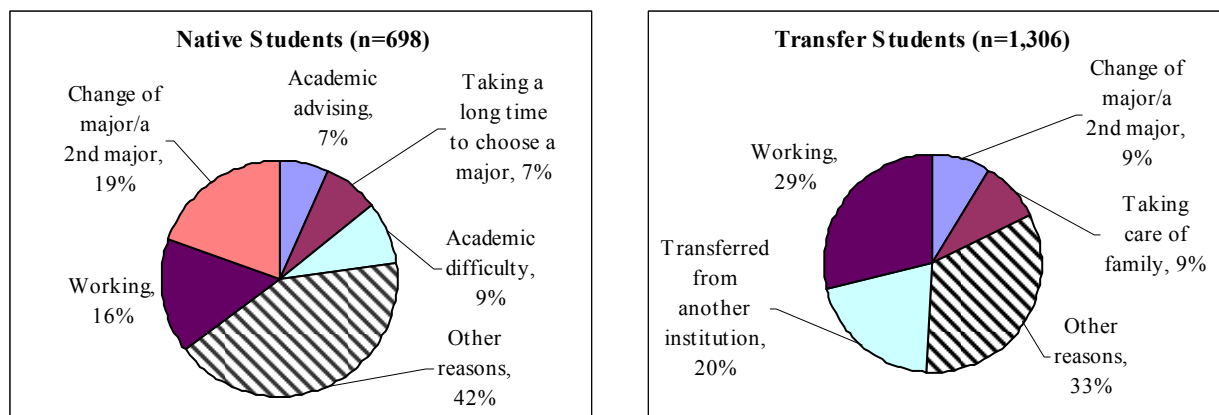 Native Students (n=698)
Academic
advising,
7%
Taking a
long time
to choose a
major, 7%
Change of
major/a
2nd major,
19%
Academic
difficulty,
9%
Working,
16%
Other
reasons,
42%
Transfer Students (n=1,306)
Change of
major/a
2nd major,
9%
Working,
29%
Taking
care of
family, 9%
Transferred
from
another
institution,
20%
Other
reasons,
33%